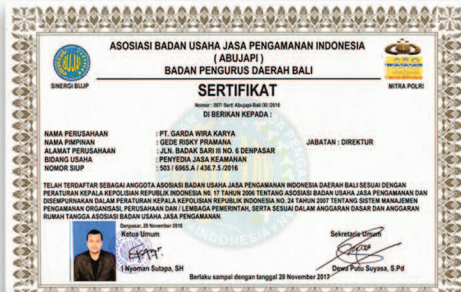 ASOSIASI BADAN USAHA JASA PENGAMANAN INDONESIA
( ABUJAPI )
BADAN PENGURUS DAERAH BALI
SINERGI BUJP
MITRA POLRI
SERTIFIKAT
Nomor : 007/ Sert/ Abujapi-Bali /XI /2016
DI BERIKAN KEPADA :
NAMA PERUSAHAAN : PT. GARDA WIRA KARYA
NAMA PIMPINAN : GEDE RISKY PRAMANA JABATAN : DIREKTUR
ALAMAT PERUSAHAAN : JLN. BADAK SARI III NO. 6 DENPASAR
BIDANG USAHA : PENYEDIA JASA KEAMANAN
NOMOR SIUP : 503 / 6965.A / 436.7.5 /2016
TELAH TERDAFTAR SEBAGAI ANGGOTA ASOSIASI BADAN USAHA JASA PENGAMANAN INDONESIA DAERAH BALI SESUAI DENGAN
PERATURAN KEPALA KEPOLISIAN REPUBLIK INDONESIA NO. 17 TAHUN 2006 TENTANG ASOSIASI BADAN USAHA JASA PENGAMANAN DAN
DISEMPURNAKAN DALAM PERATURAN KEPALA KEPOLISIAN REPUBLIK INDONESIA NO. 24 TAHUN 2007 TENTANG SISTEM MANAJEMEN
PENGAMANAN ORGANISASI, PERUSAHAAN DAN / LEMBAGA PEMERINTAH, SERTA SESUAI DALAM ANGGARAN DASAR DAN ANGGARAN
RUMAH TANGGA ASOSIASI BADAN USAHA JASA PENGAMANAN.
Denpasar, 28 November 2016
Ketua Umum Sekretaris Umum
I Nyoman Sutapa, SH Dewa Putu Suyasa, S.Pd
Berlaku sampai dengan tanggal 28 November 2017